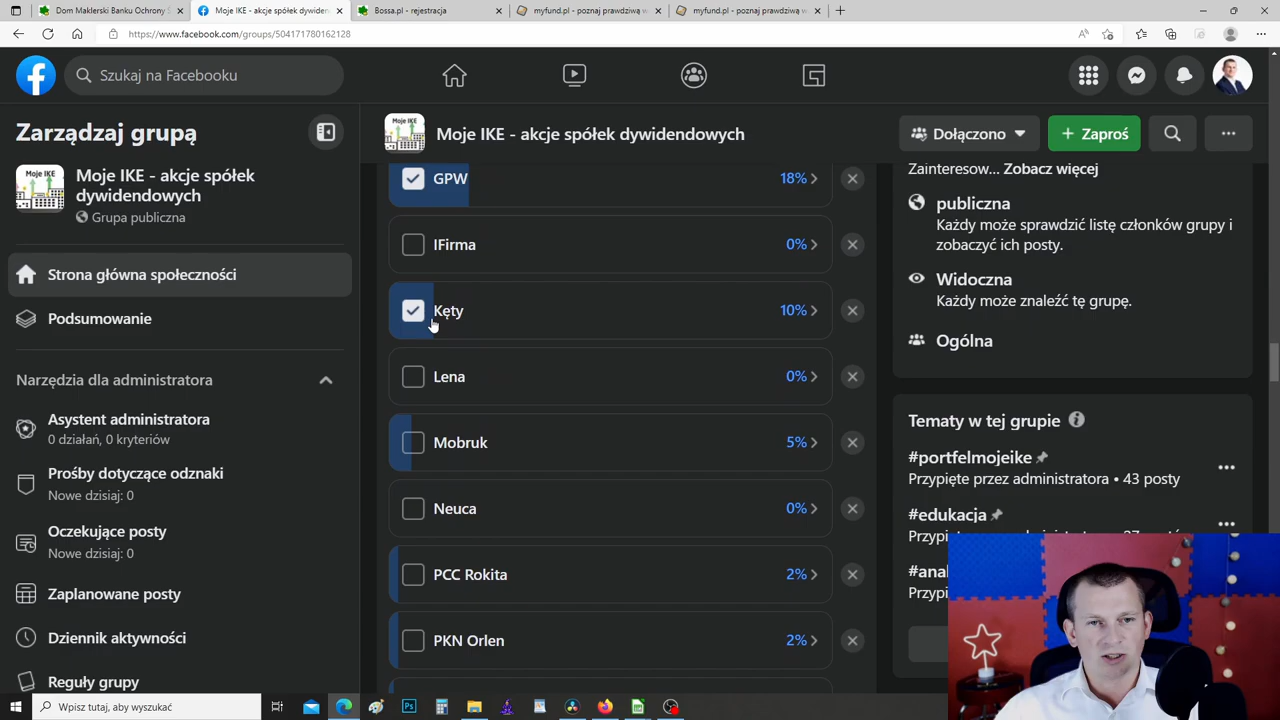 Dom Maklerski Banku Ochrony Ś
Moje IKE - akcje spółek dywidend
Bossa.pl - rejestracja
myfund.pl - poznaj prawdziwą w
myfund.pl - poznaj prawdziwą w
https://www.facebook.com/groups/504171780162128
Szukaj na Facebooku
Zarządzaj grupą
Moje IKE - akcje spółek
dywidendowych
Grupa publiczna
Strona główna społeczności
Podsumowanie
Narzędzia dla administratora
Asystent administratora
0 działań, 0 kryteriów
Prośby dotyczące odznaki
Nowe dzisiaj: 0
Oczekujące posty
Nowe dzisiaj: 0
Zaplanowane posty
Dziennik aktywności
Reguły grupy
Moje IKE
Moje IKE - akcje spółek dywidendowych
Dołączono
+ Zaproś
GPW 18%
IFirma 0%
Kęty 10%
Lena 0%
Mobruk 5%
Neuca 0%
PCC Rokita 2%
PKN Orlen 2%
Zainteresow... Zobacz więcej
publiczna
Każdy może sprawdzić listę członków grupy i
zobaczyć ich posty.
Widoczna
Każdy może znaleźć tę grupę.
Ogólna
Tematy w tej grupie
#portfelmojeike
Przypięte przez administratora • 43 posty
#edukacja
#anal
Przypię
Wpisz tutaj, aby wyszukać